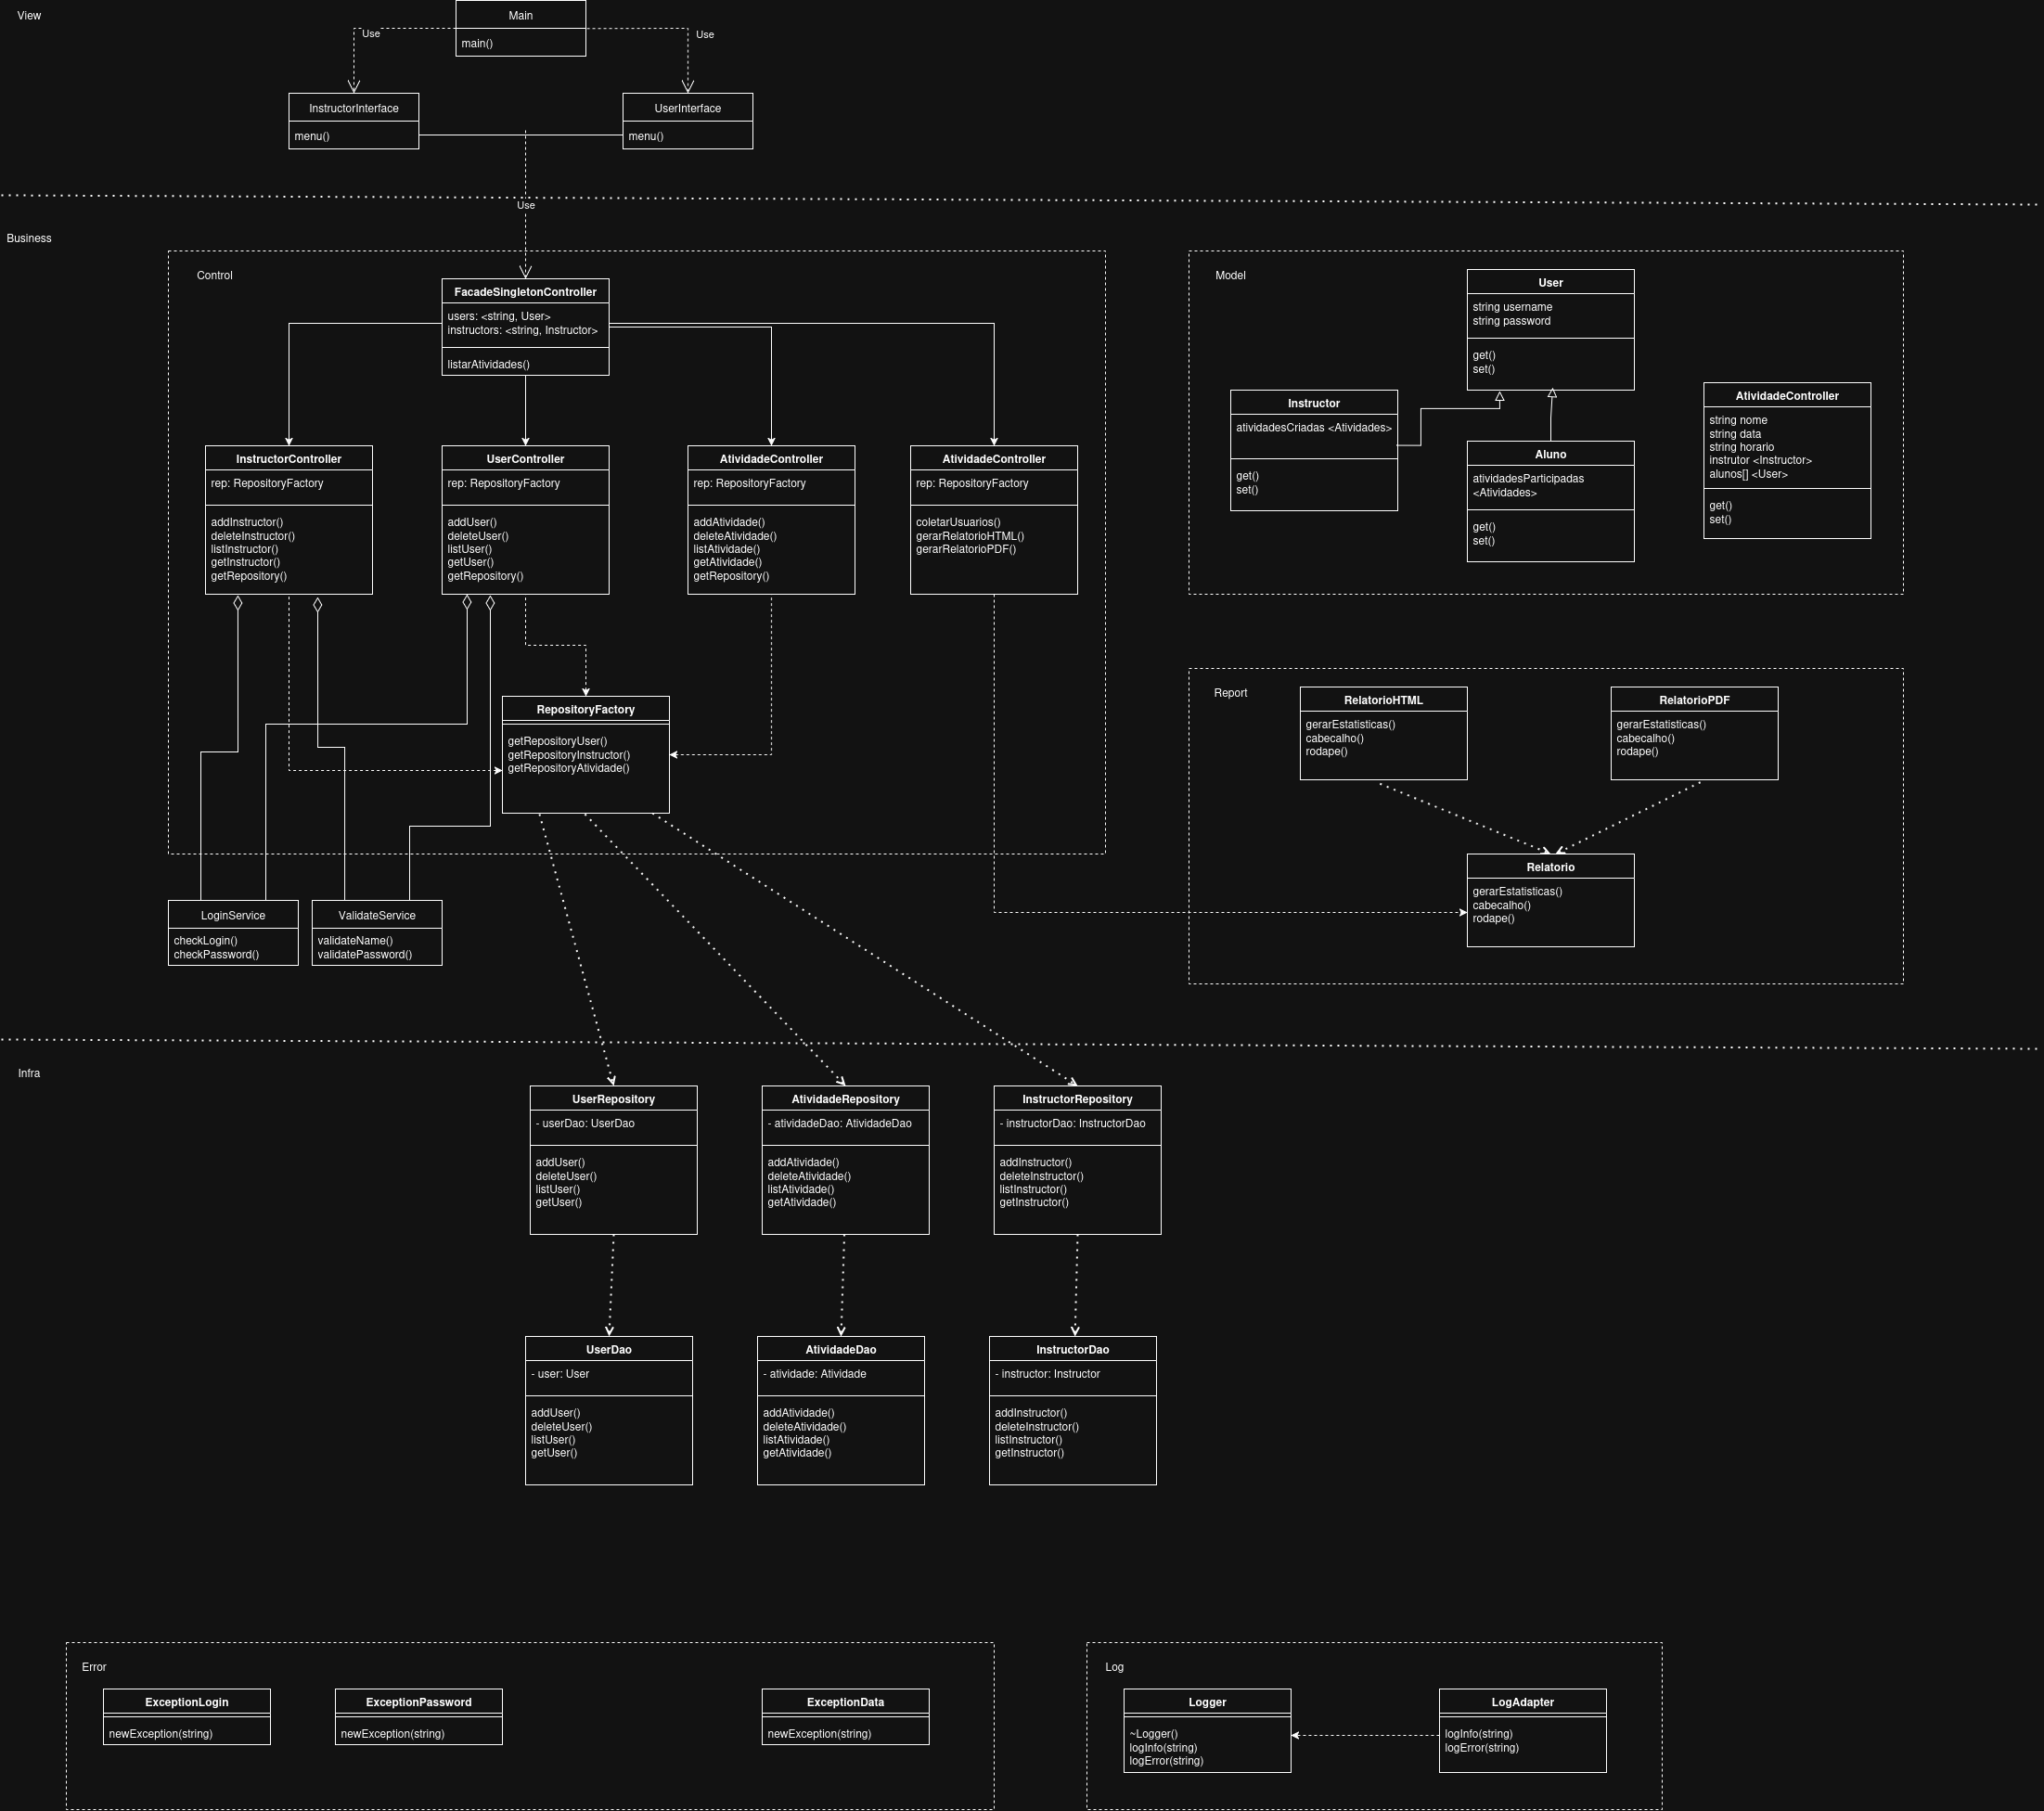 View
Main
main()
Use
Use
InstructorInterface
menu()
UserInterface
menu()
Use
Business
Control
FacadeSingletonController
users: <string, User>
instructors: <string, Instructor>
listarAtividades()
InstructorController
rep: RepositoryFactory
addInstructor()
deleteInstructor()
listInstructor()
getInstructor()
getRepository()
UserController
rep: RepositoryFactory
addUser()
deleteUser()
listUser()
getUser()
getRepository()
AtividadeController
rep: RepositoryFactory
addAtividade()
deleteAtividade()
listAtividade()
getAtividade()
getRepository()
AtividadeController
rep: RepositoryFactory
coletarUsuarios()
gerarRelatorioHTML()
gerarRelatorioPDF()
RepositoryFactory
getRepositoryUser()
getRepositoryInstructor()
getRepositoryAtividade()
LoginService
checkLogin()
checkPassword()
ValidateService
validateName()
validatePassword()
Model
User
string username
string password
get()
set()
Instructor
atividadesCriadas <Atividades>
get()
set()
Aluno
atividadesParticipadas
<Atividades>
get()
set()
AtividadeController
string nome
string data
string horario
instrutor <Instructor>
alunos[] <User>
get()
set()
Report
RelatorioHTML
gerarEstatisticas()
cabecalho()
rodape()
RelatorioPDF
gerarEstatisticas()
cabecalho()
rodape()
Relatorio
gerarEstatisticas()
cabecalho()
rodape()
Infra
UserRepository
- userDao: UserDao
addUser()
deleteUser()
listUser()
getUser()
AtividadeRepository
- atividadeDao: AtividadeDao
addAtividade()
deleteAtividade()
listAtividade()
getAtividade()
InstructorRepository
- instructorDao: InstructorDao
addInstructor()
deleteInstructor()
listInstructor()
getInstructor()
UserDao
- user: User
addUser()
deleteUser()
listUser()
getUser()
AtividadeDao
- atividade: Atividade
addAtividade()
deleteAtividade()
listAtividade()
getAtividade()
InstructorDao
- instructor: Instructor
addInstructor()
deleteInstructor()
listInstructor()
getInstructor()
Error
ExceptionLogin
newException(string)
ExceptionPassword
newException(string)
ExceptionData
newException(string)
Log
Logger
~Logger()
logInfo(string)
logError(string)
LogAdapter
logInfo(string)
logError(string)